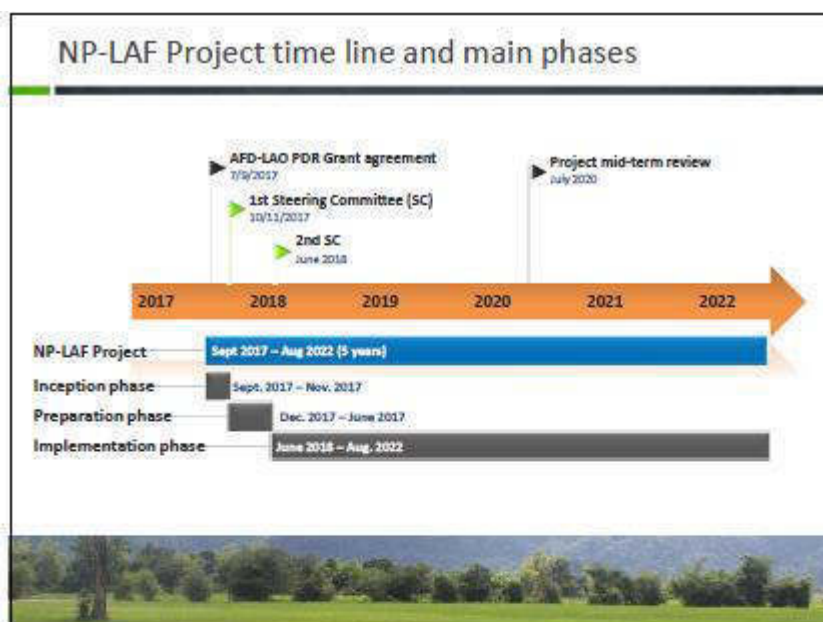 NP-LAF Project time line and main phases
AFD-LAO PDR Grant agreement
7/9/2017
Project mid-term review
July 2020
1st Steering Committee (SC)
10/11/2017
2nd SC
June 2018
2017 2018 2019 2020 2021 2022
NP-LAF Project
Sept 2017 – Aug 2022 (5 years)
Inception phase
Sept. 2017 – Nov. 2017
Preparation phase
Dec. 2017 – June 2017
Implementation phase
June 2018 – Aug. 2022